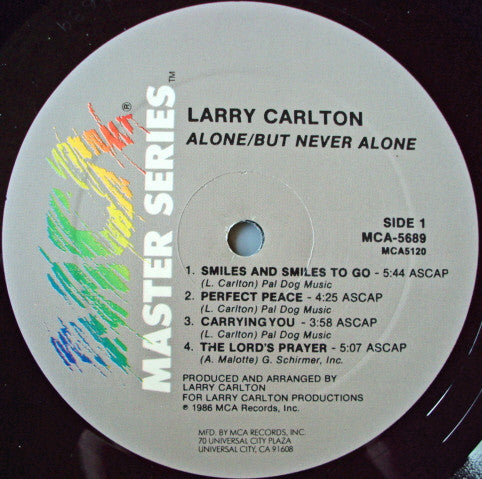 MCA®
MASTER SERIES™
LARRY CARLTON
ALONE/BUT NEVER ALONE
SIDE 1
MCA-5689
MCA5120
1. SMILES AND SMILES TO GO - 5:44 ASCAP
(L. Carlton) Pal Dog Music
2. PERFECT PEACE - 4:25 ASCAP
(L. Carlton) Pal Dog Music
3. CARRYING YOU - 3:58 ASCAP
(L. Carlton) Pal Dog Music
4. THE LORD'S PRAYER - 5:07 ASCAP
(A. Malotte) G. Schirmer, Inc.
PRODUCED AND ARRANGED BY
LARRY CARLTON
FOR LARRY CARLTON PRODUCTIONS
℗ 1986 MCA Records, Inc.
MFD. BY MCA RECORDS, INC.
70 UNIVERSAL CITY PLAZA
UNIVERSAL CITY, CA 91608